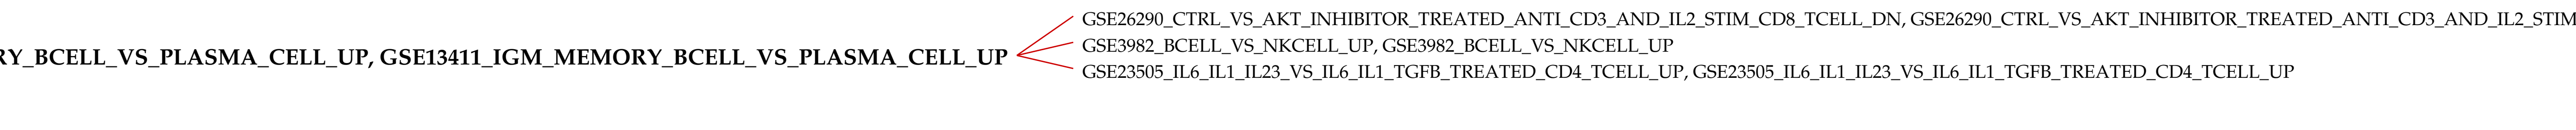 GSE26290_CTRL_VS_AKT_INHIBITOR_TREATED_ANTI_CD3_AND_IL2_STIM_CD8_TCELL_DN, GSE26290_CTRL_VS_AKT_INHIBITOR_TREATED_ANTI_CD3_AND_IL2_STIM
RY_BCELL_VS_PLASMA_CELL_UP, GSE13411_IGM_MEMORY_BCELL_VS_PLASMA_CELL_UP
GSE3982_BCELL_VS_NKCELL_UP, GSE3982_BCELL_VS_NKCELL_UP
GSE23505_IL6_IL1_IL23_VS_IL6_IL1_TGFB_TREATED_CD4_TCELL_UP, GSE23505_IL6_IL1_IL23_VS_IL6_IL1_TGFB_TREATED_CD4_TCELL_UP